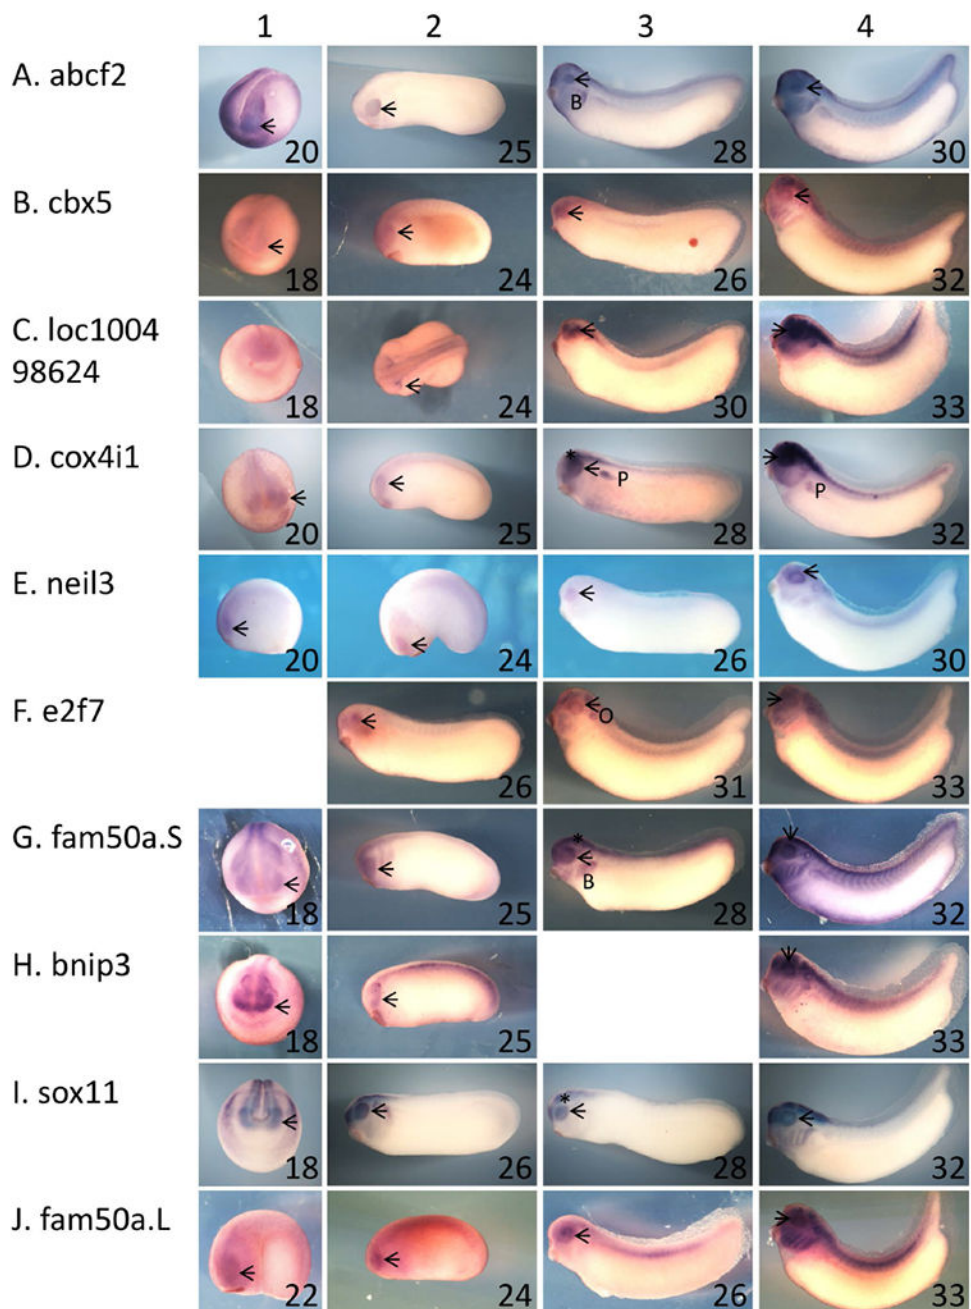 1 2 3 4
A. abcf2 20 25 B 28 30
B. cbx5 18 24 26 32
C. loc1004
98624 18 24 30 33
D. cox4i1 20 25 * P 28 P 32
E. neil3 20 24 26 30
F. e2f7 26 O 31 33
G. fam50a.S 18 25 * B 28 32
H. bnip3 18 25 33
I. sox11 18 26 * 28 32
J. fam50a.L 22 24 26 33